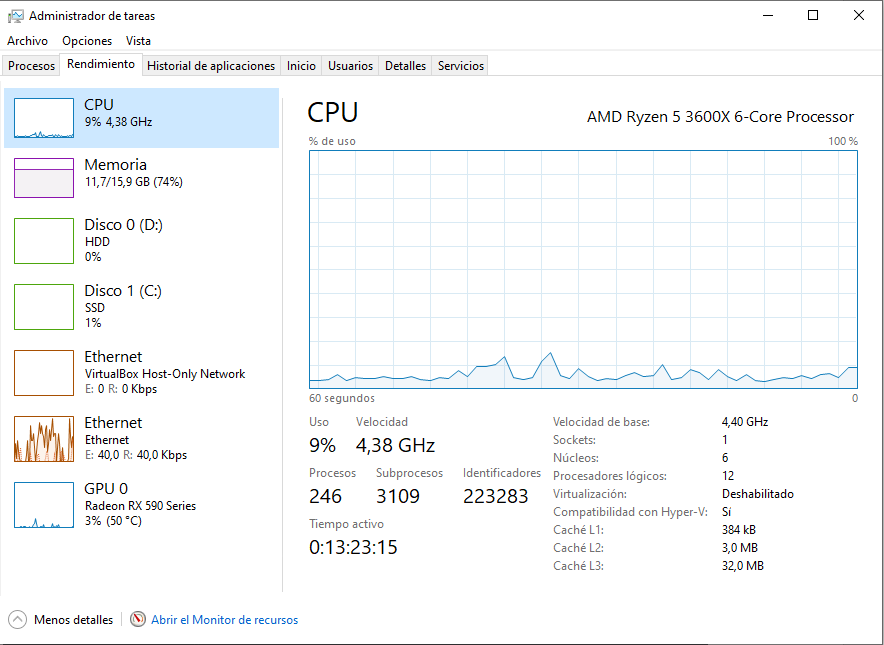 Administrador de tareas
Archivo Opciones Vista
Procesos Rendimiento Historial de aplicaciones Inicio Usuarios Detalles Servicios
CPU
9% 4,38 GHz
Memoria
11,7/15,9 GB (74%)
Disco 0 (D:)
HDD
0%
Disco 1 (C:)
SSD
1%
Ethernet
VirtualBox Host-Only Network
E: 0 R: 0 Kbps
Ethernet
Ethernet
E: 40,0 R: 40,0 Kbps
GPU 0
Radeon RX 590 Series
3% (50 °C)
CPU AMD Ryzen 5 3600X 6-Core Processor
% de uso 100 %
60 segundos 0
Uso Velocidad
9% 4,38 GHz
Procesos Subprocesos Identificadores
246 3109 223283
Tiempo activo
0:13:23:15
Velocidad de base: 4,40 GHz
Sockets: 1
Núcleos: 6
Procesadores lógicos: 12
Virtualización: Deshabilitado
Compatibilidad con Hyper-V: Sí
Caché L1: 384 kB
Caché L2: 3,0 MB
Caché L3: 32,0 MB
Menos detalles Abrir el Monitor de recursos